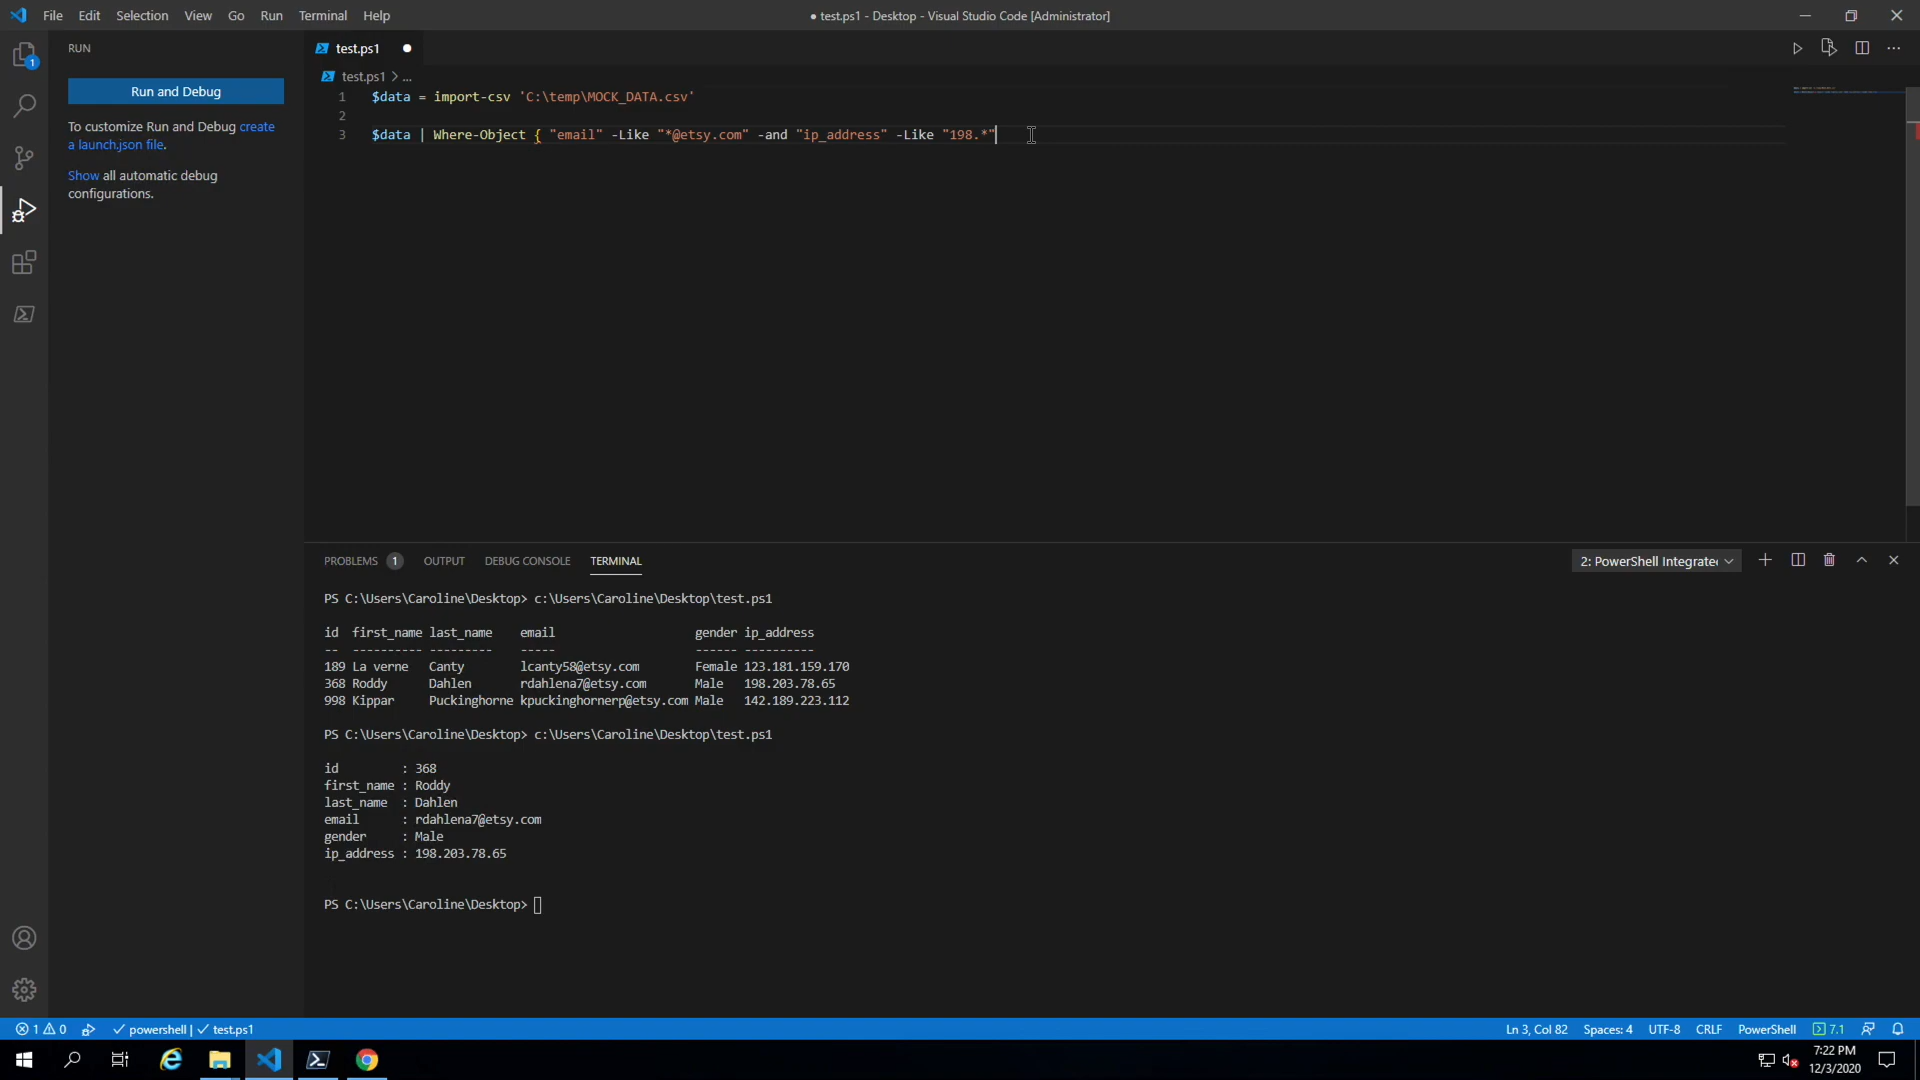 File Edit Selection View Go Run Terminal Help
● test.ps1 - Desktop - Visual Studio Code [Administrator]
RUN
test.ps1 ●
1
Run and Debug
test.ps1 > ...
To customize Run and Debug create
a launch.json file.
Show all automatic debug
configurations.
1 $data = import-csv 'C:\temp\MOCK_DATA.csv'
2
3 $data | Where-Object { "email" -Like "*@etsy.com" -and "ip_address" -Like "198.*"
PROBLEMS 1 OUTPUT DEBUG CONSOLE TERMINAL
2: PowerShell Integrate
PS C:\Users\Caroline\Desktop> c:\Users\Caroline\Desktop\test.ps1
id first_name last_name email gender ip_address
-- ---------- --------- ----- ------ ----------
189 La verne Canty lcanty58@etsy.com Female 123.181.159.170
368 Roddy Dahlen rdahlena7@etsy.com Male 198.203.78.65
998 Kippar Puckinghorne kpuckinghornerp@etsy.com Male 142.189.223.112
PS C:\Users\Caroline\Desktop> c:\Users\Caroline\Desktop\test.ps1
id : 368
first_name : Roddy
last_name : Dahlen
email : rdahlena7@etsy.com
gender : Male
ip_address : 198.203.78.65
PS C:\Users\Caroline\Desktop>
1 0 powershell | test.ps1
Ln 3, Col 82 Spaces: 4 UTF-8 CRLF PowerShell 7.1
7:22 PM
12/3/2020